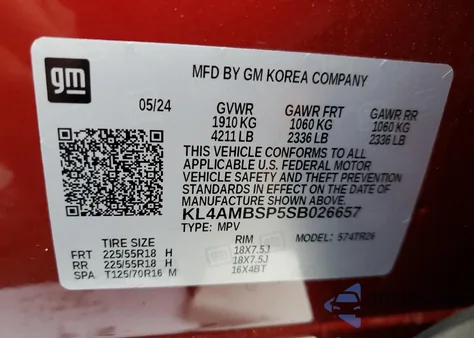 gm
MFD BY GM KOREA COMPANY
05/24 GVWR GAWR FRT GAWR RR
1910 KG 1060 KG 1060 KG
4211 LB 2336 LB 2336 LB
THIS VEHICLE CONFORMS TO ALL
APPLICABLE U.S. FEDERAL MOTOR
VEHICLE SAFETY AND THEFT PREVENTION
STANDARDS IN EFFECT ON THE DATE OF
MANUFACTURE SHOWN ABOVE.
KL4AMBSP5SB026657
TYPE: MPV MODEL: 574TR26
TIRE SIZE RIM
FRT 225/55R18 H 18X7.5J
RR 225/55R18 H 18X7.5J
SPA T125/70R16 M 16X4BT